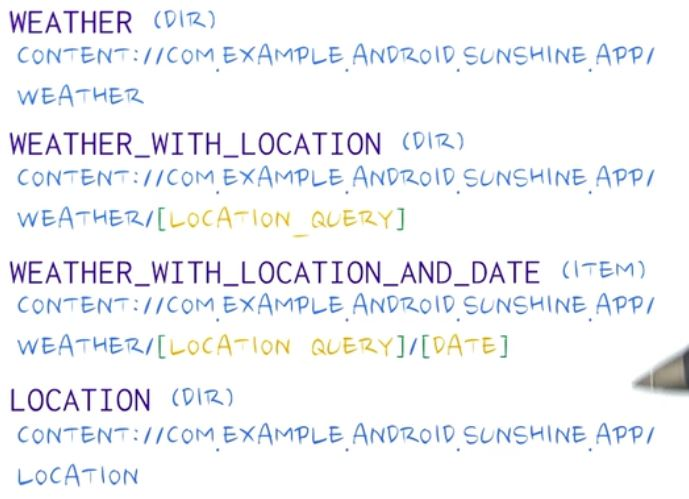 WEATHER (DIR)
CONTENT://COM.EXAMPLE.ANDROID.SUNSHINE.APP/
WEATHER
WEATHER_WITH_LOCATION (DIR)
CONTENT://COM.EXAMPLE.ANDROID.SUNSHINE.APP/
WEATHER/[LOCATION_QUERY]
WEATHER_WITH_LOCATION_AND_DATE (ITEM)
CONTENT://COM.EXAMPLE.ANDROID.SUNSHINE.APP/
WEATHER/[LOCATION QUERY]/[DATE]
LOCATION (DIR)
CONTENT://COM.EXAMPLE.ANDROID.SUNSHINE.APP/
LOCATION